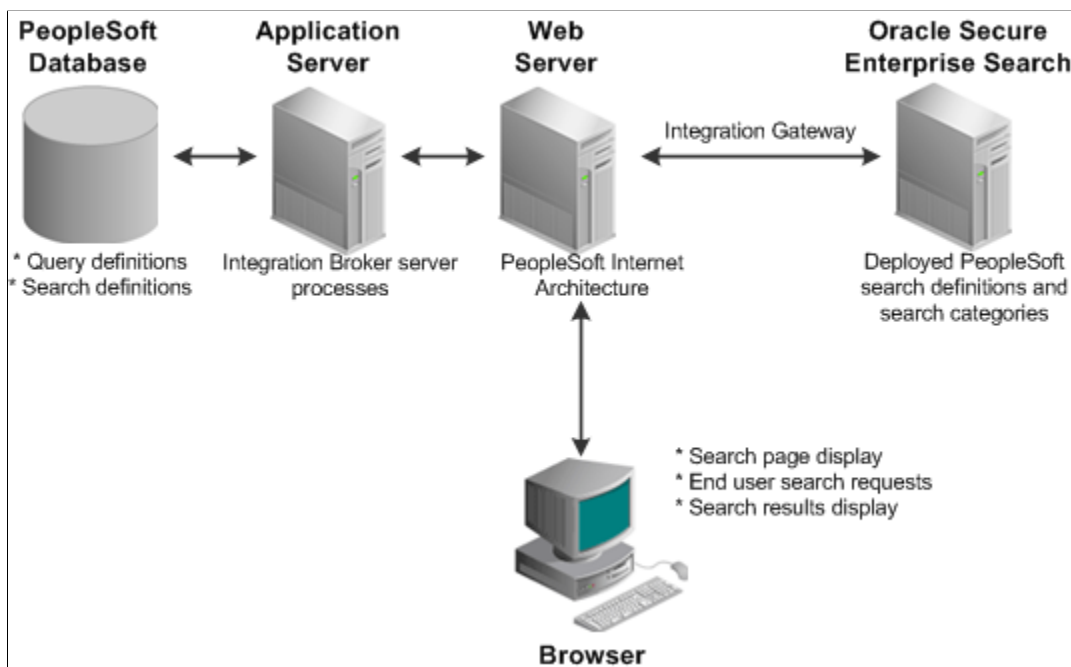 PeopleSoft
Database
Application
Server
Web
Server
Oracle Secure
Enterprise Search
Integration Gateway
* Query definitions
* Search definitions
Integration Broker server
processes
PeopleSoft Internet
Architecture
Deployed PeopleSoft
search definitions and
search categories
* Search page display
* End user search requests
* Search results display
Browser